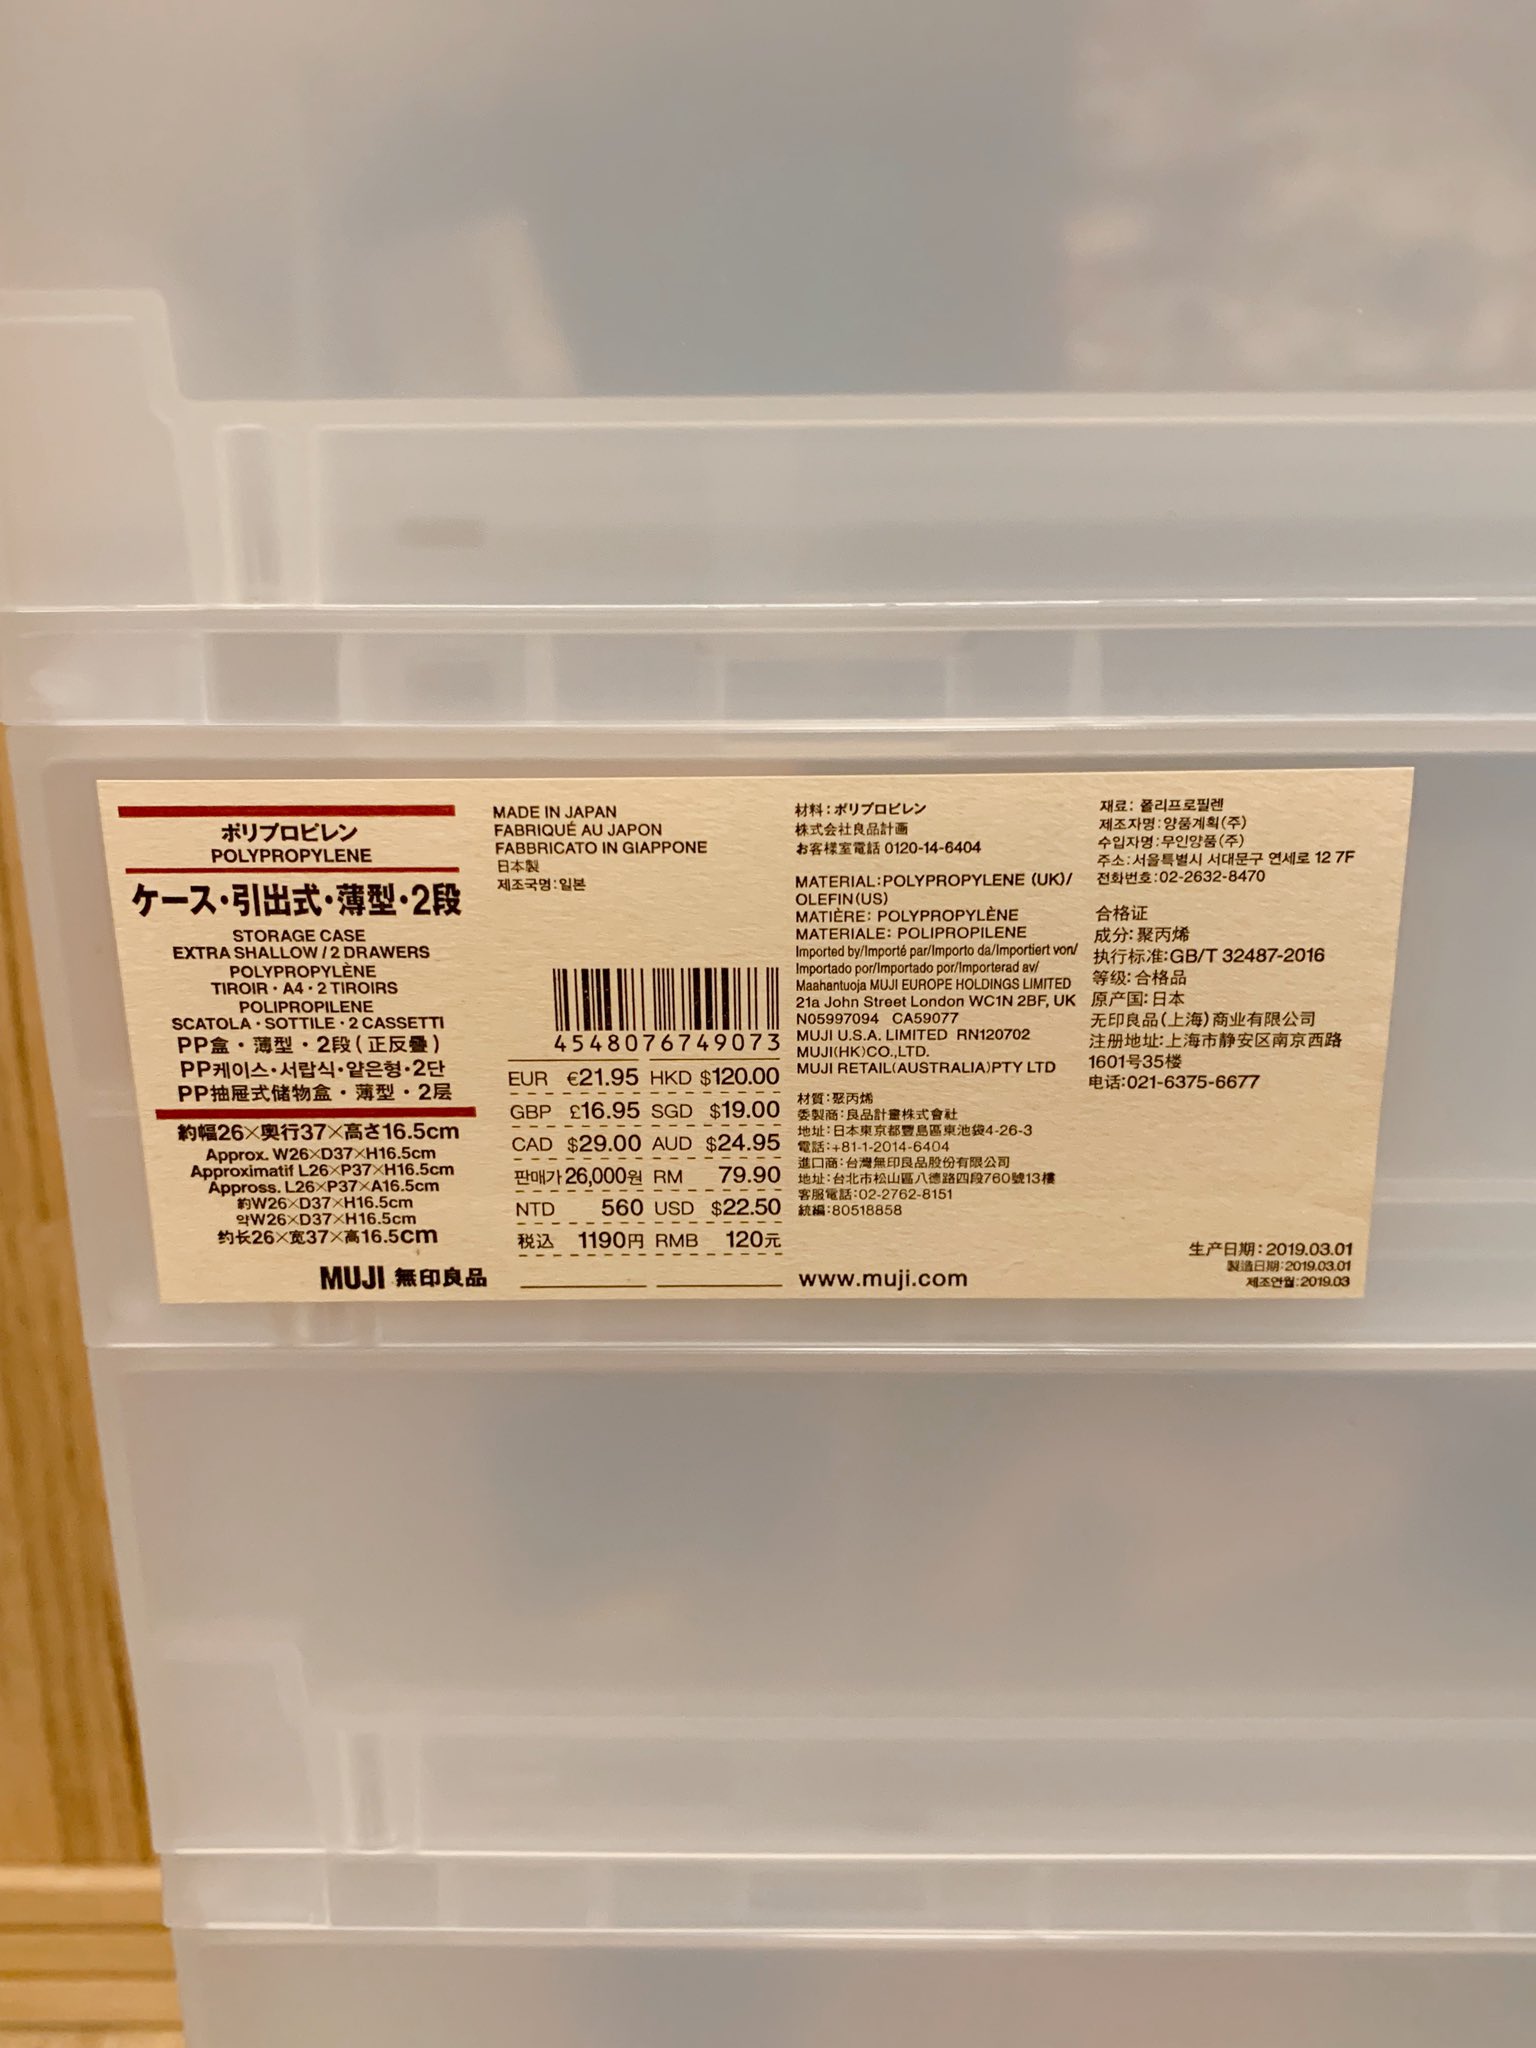 ポリプロピレン
POLYPROPYLENE
ケース・引出式・薄型・2段
STORAGE CASE
EXTRA SHALLOW/2 DRAWERS
POLYPROPYLÈNE
TIROIR・A4・2 TIROIRS
POLIPROPILENE
SCATOLA・SOTTILE・2 CASSETTI
PP盒・薄型・2段(正反疊)
PP케이스・서랍식・얕은형・2단
PP抽屉式储物盒・薄型・2层
約幅26×奥行37×高さ16.5cm
Approx. W26×D37×H16.5cm
Approximatif L26×P37×H16.5cm
Appross. L26×P37×A16.5cm
約W26×D37×H16.5cm
약W26×D37×H16.5cm
约长26×宽37×高16.5cm
MUJI 無印良品
MADE IN JAPAN
FABRIQUÉ AU JAPON
FABBRICATO IN GIAPPONE
日本製
제조국명:일본
4548076749073
EUR €21.95 HKD $120.00
GBP £16.95 SGD $19.00
CAD $29.00 AUD $24.95
판매가 26,000원 RM 79.90
NTD 560 USD $22.50
税込 1190円 RMB 120元
材料:ポリプロピレン
株式会社良品計画
お客様室電話 0120-14-6404
MATERIAL:POLYPROPYLENE (UK)/
OLEFIN(US)
MATIÈRE: POLYPROPYLÈNE
MATERIALE: POLIPROPILENE
Imported by/Importé par/Importo da/Importiert von/
Importado por/Importado por/Importerad av/
Maahantuoja MUJI EUROPE HOLDINGS LIMITED
21a John Street London WC1N 2BF, UK
N05997094 CA59077
MUJI U.S.A. LIMITED RN120702
MUJI(HK)CO.,LTD.
MUJI RETAIL(AUSTRALIA)PTY LTD
材質:聚丙烯
委製商:良品計畫株式會社
地址:日本東京都豐島區東池袋4-26-3
電話:+81-1-2014-6404
進口商:台灣無印良品股份有限公司
地址:台北市松山區八德路四段760號13樓
客服電話:02-2762-8151
統編:80518858
www.muji.com
재료: 폴리프로필렌
제조자명:양품계획(주)
수입자명:무인양품(주)
주소:서울특별시 서대문구 연세로 12 7F
전화번호:02-2632-8470
合格证
成分:聚丙烯
执行标准:GB/T 32487-2016
等级:合格品
原产国:日本
无印良品(上海)商业有限公司
注册地址:上海市静安区南京西路
1601号35楼
电话:021-6375-6677
生产日期:2019.03.01
製造日期:2019.03.01
제조연월:2019.03